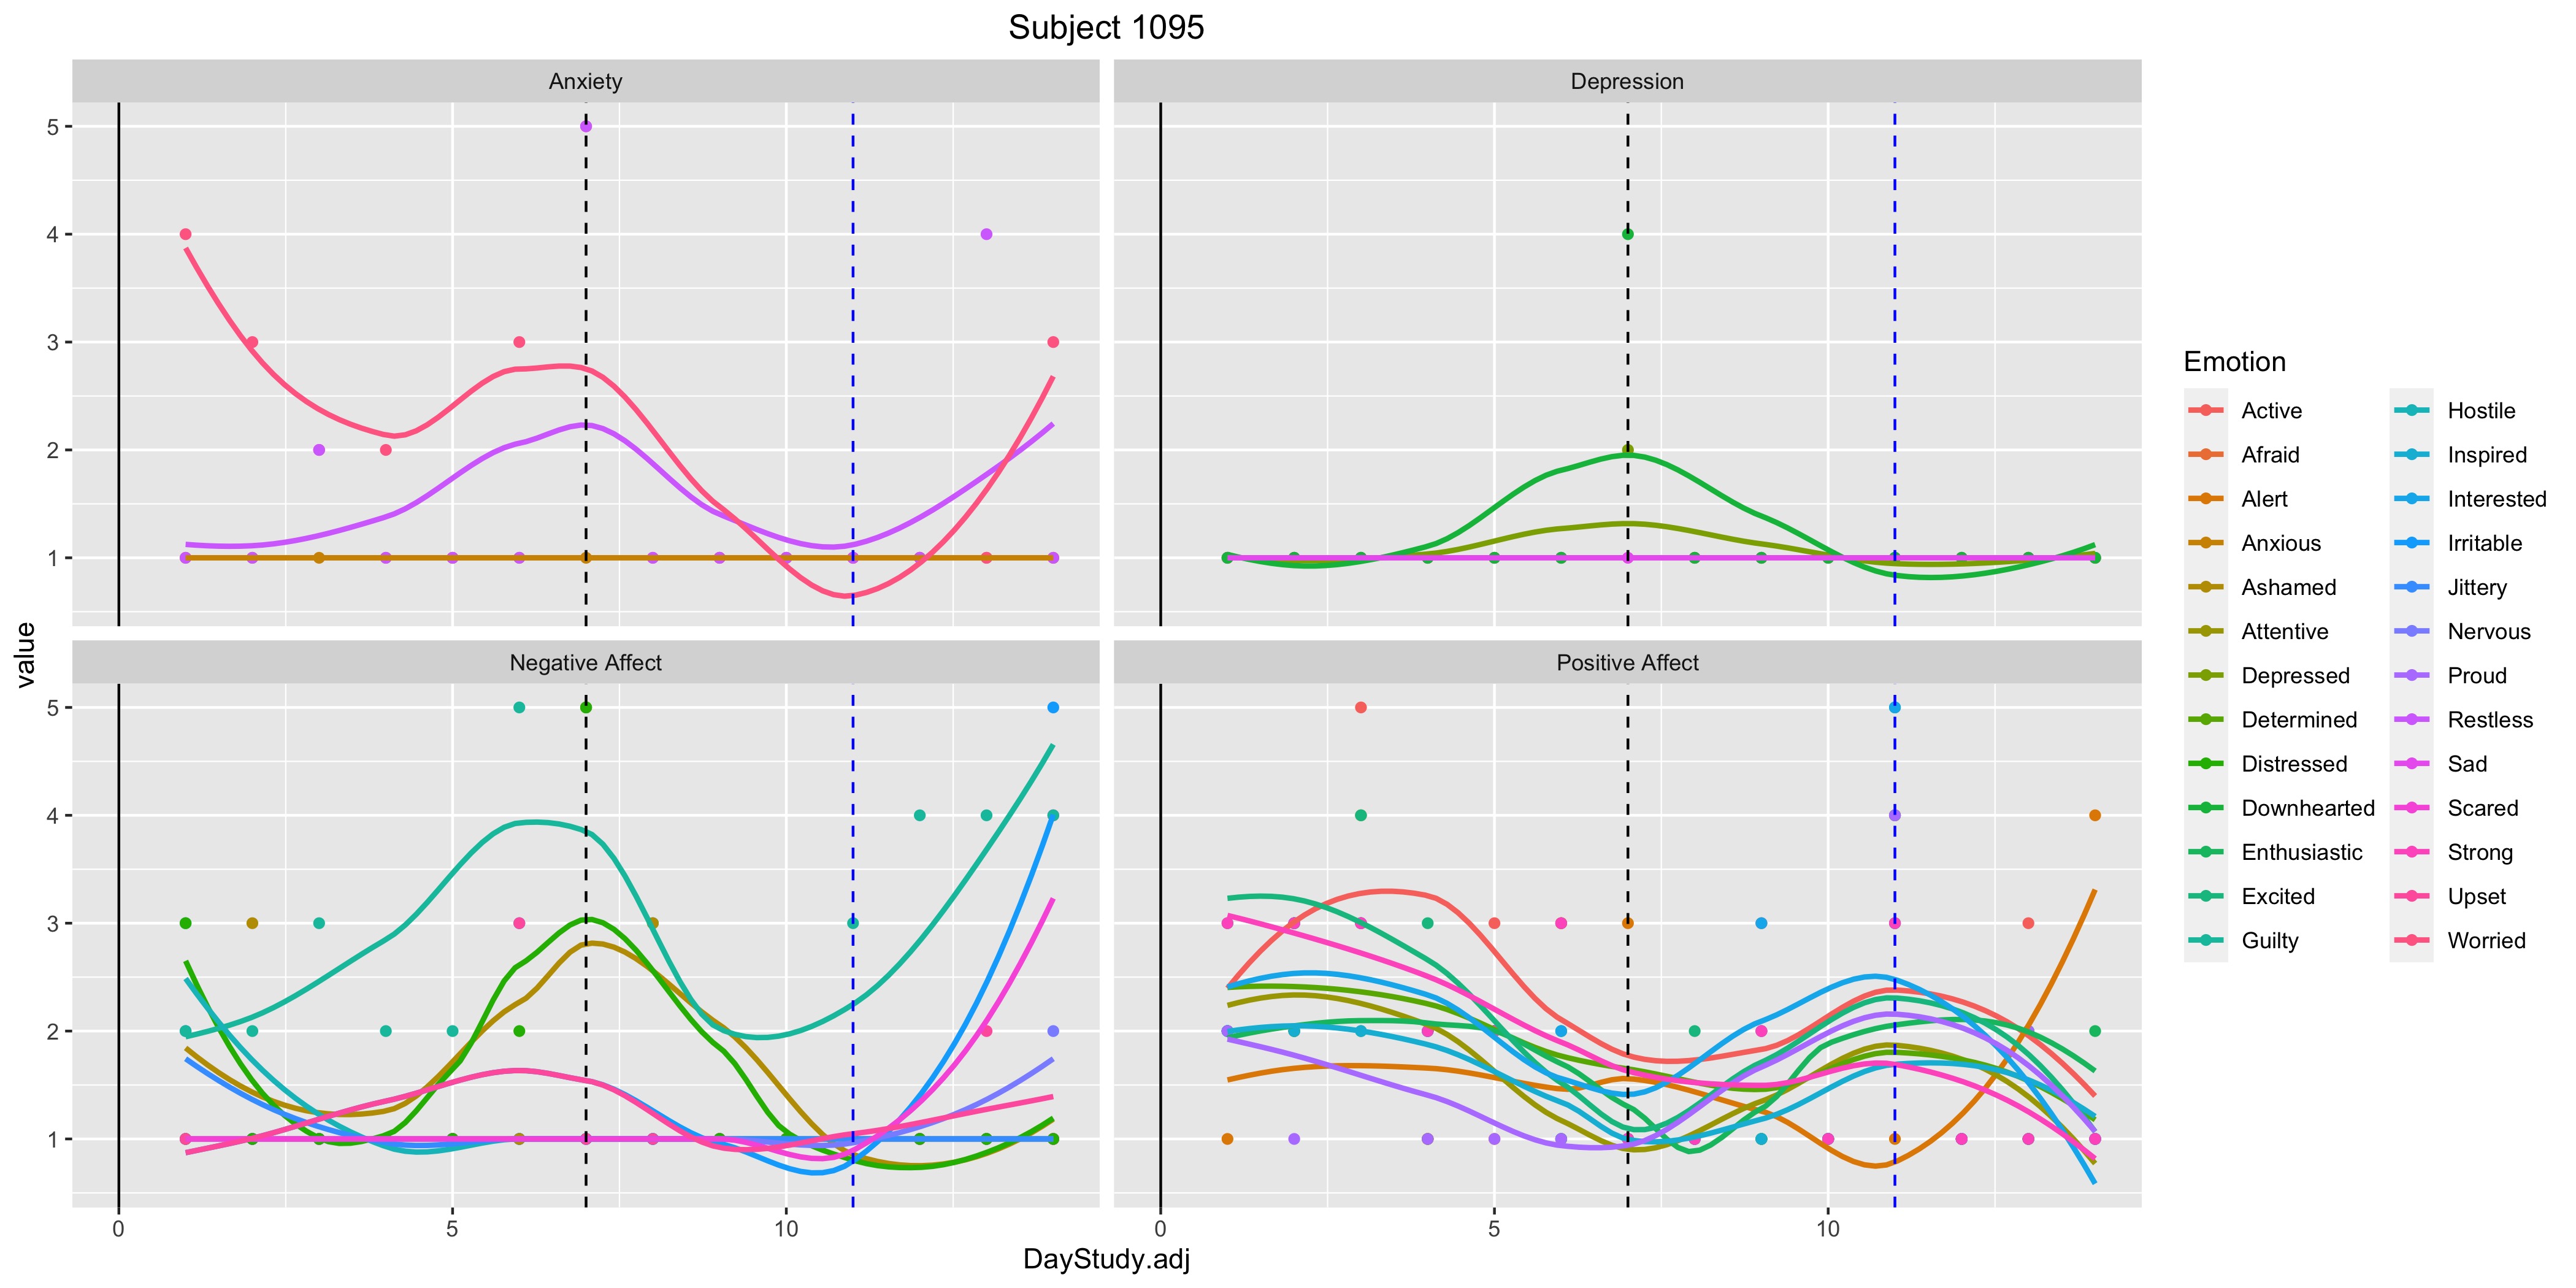 Subject 1095
Anxiety
Depression
5
4
3
2
1
Negative Affect
Positive Affect
5
4
3
2
1
0
5
10
0
5
10
value
DayStudy.adj
Emotion
Active
Afraid
Alert
Anxious
Ashamed
Attentive
Depressed
Determined
Distressed
Downhearted
Enthusiastic
Excited
Guilty
Hostile
Inspired
Interested
Irritable
Jittery
Nervous
Proud
Restless
Sad
Scared
Strong
Upset
Worried